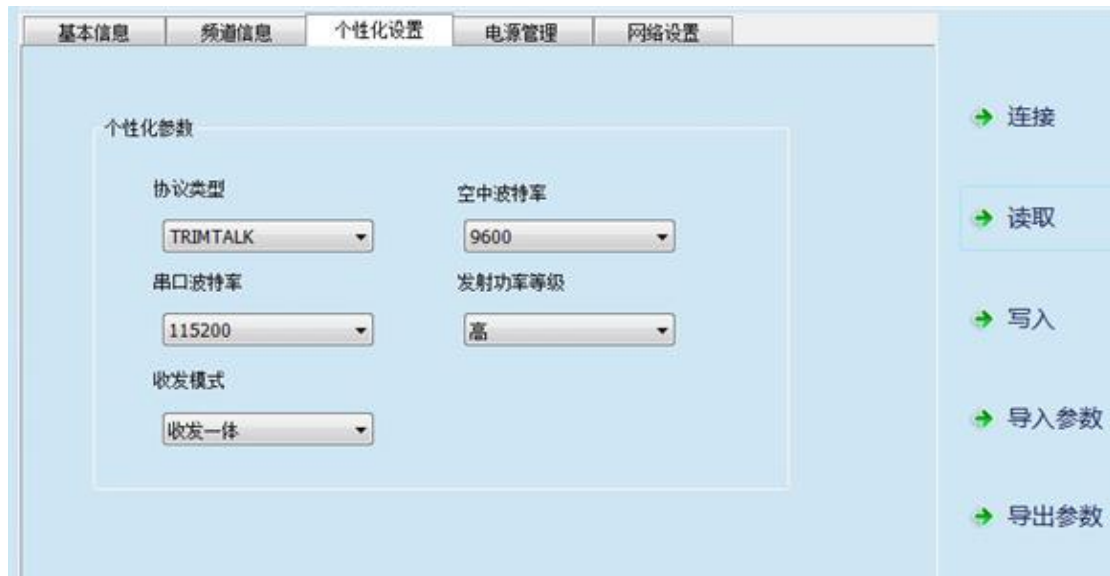 基本信息 频道信息 个性化设置 电源管理 网络设置
个性化参数
协议类型 空中波特率
TRIMTALK 9600
串口波特率 发射功率等级
115200 高
收发模式
收发一体
连接
读取
写入
导入参数
导出参数